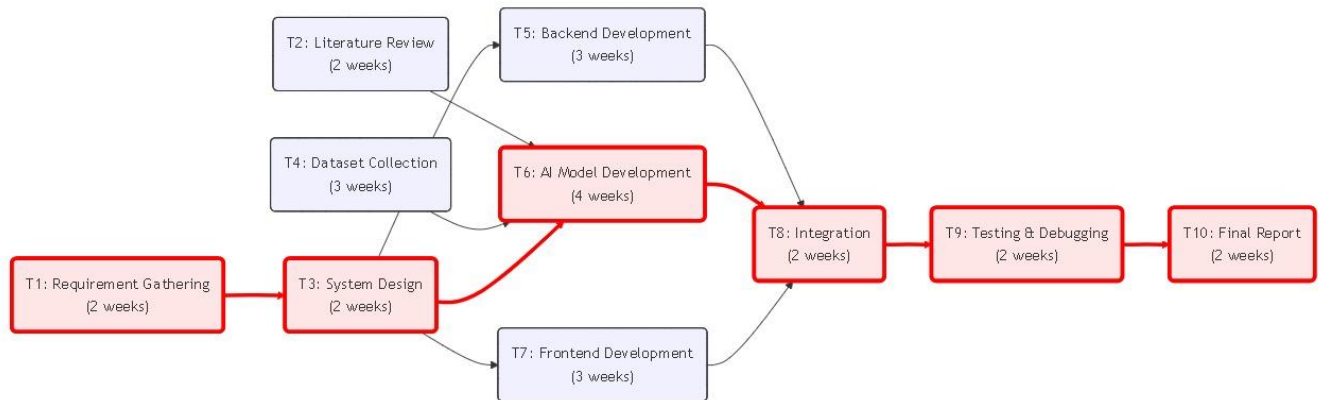 T2: Literature Review
(2 weeks)
T5: Backend Development
(3 weeks)
T4: Dataset Collection
(3 weeks)
T6: AI Model Development
(4 weeks)
T1: Requirement Gathering
(2 weeks)
T3: System Design
(2 weeks)
T8: Integration
(2 weeks)
T9: Testing & Debugging
(2 weeks)
T10: Final Report
(2 weeks)
T7: Frontend Development
(3 weeks)